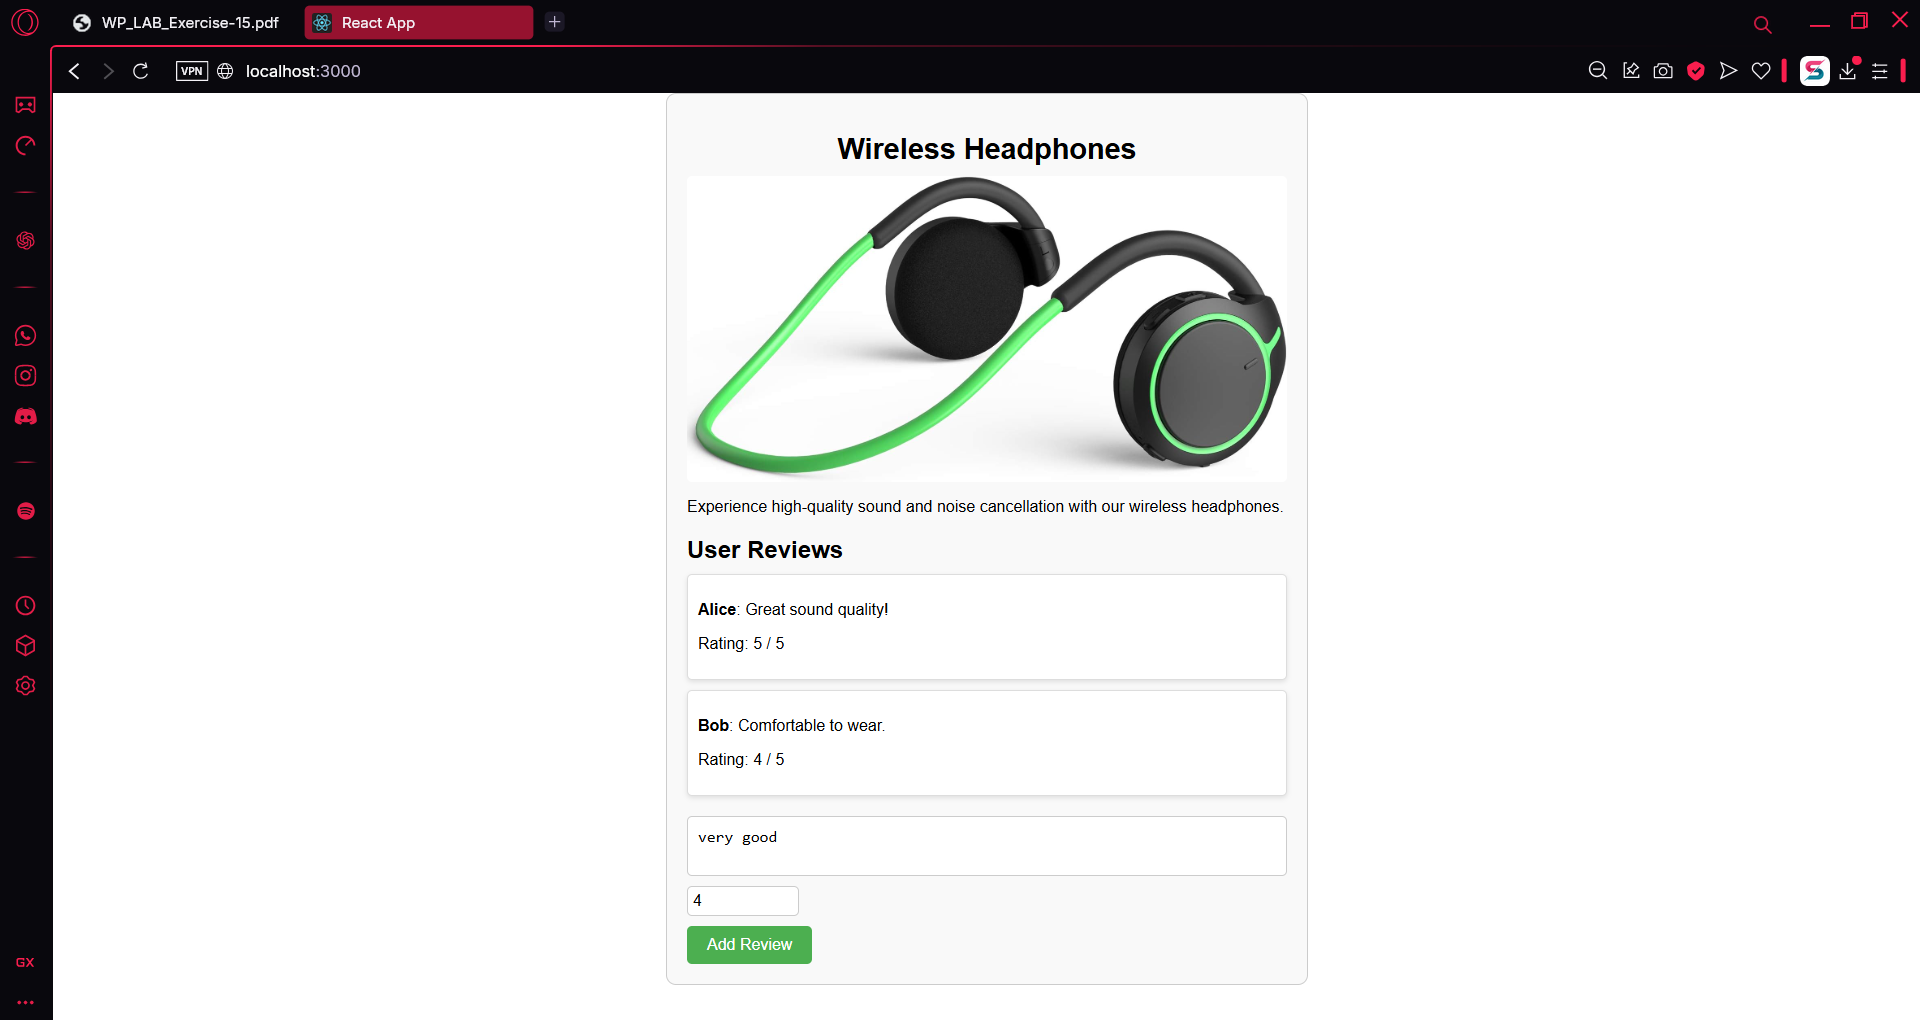 WP_LAB_Exercise-15.pdf
React App
VPN
localhost:3000
Wireless Headphones
Experience high-quality sound and noise cancellation with our wireless headphones.
User Reviews
Alice: Great sound quality!
Rating: 5 / 5
Bob: Comfortable to wear.
Rating: 4 / 5
very good
4
Add Review
GX